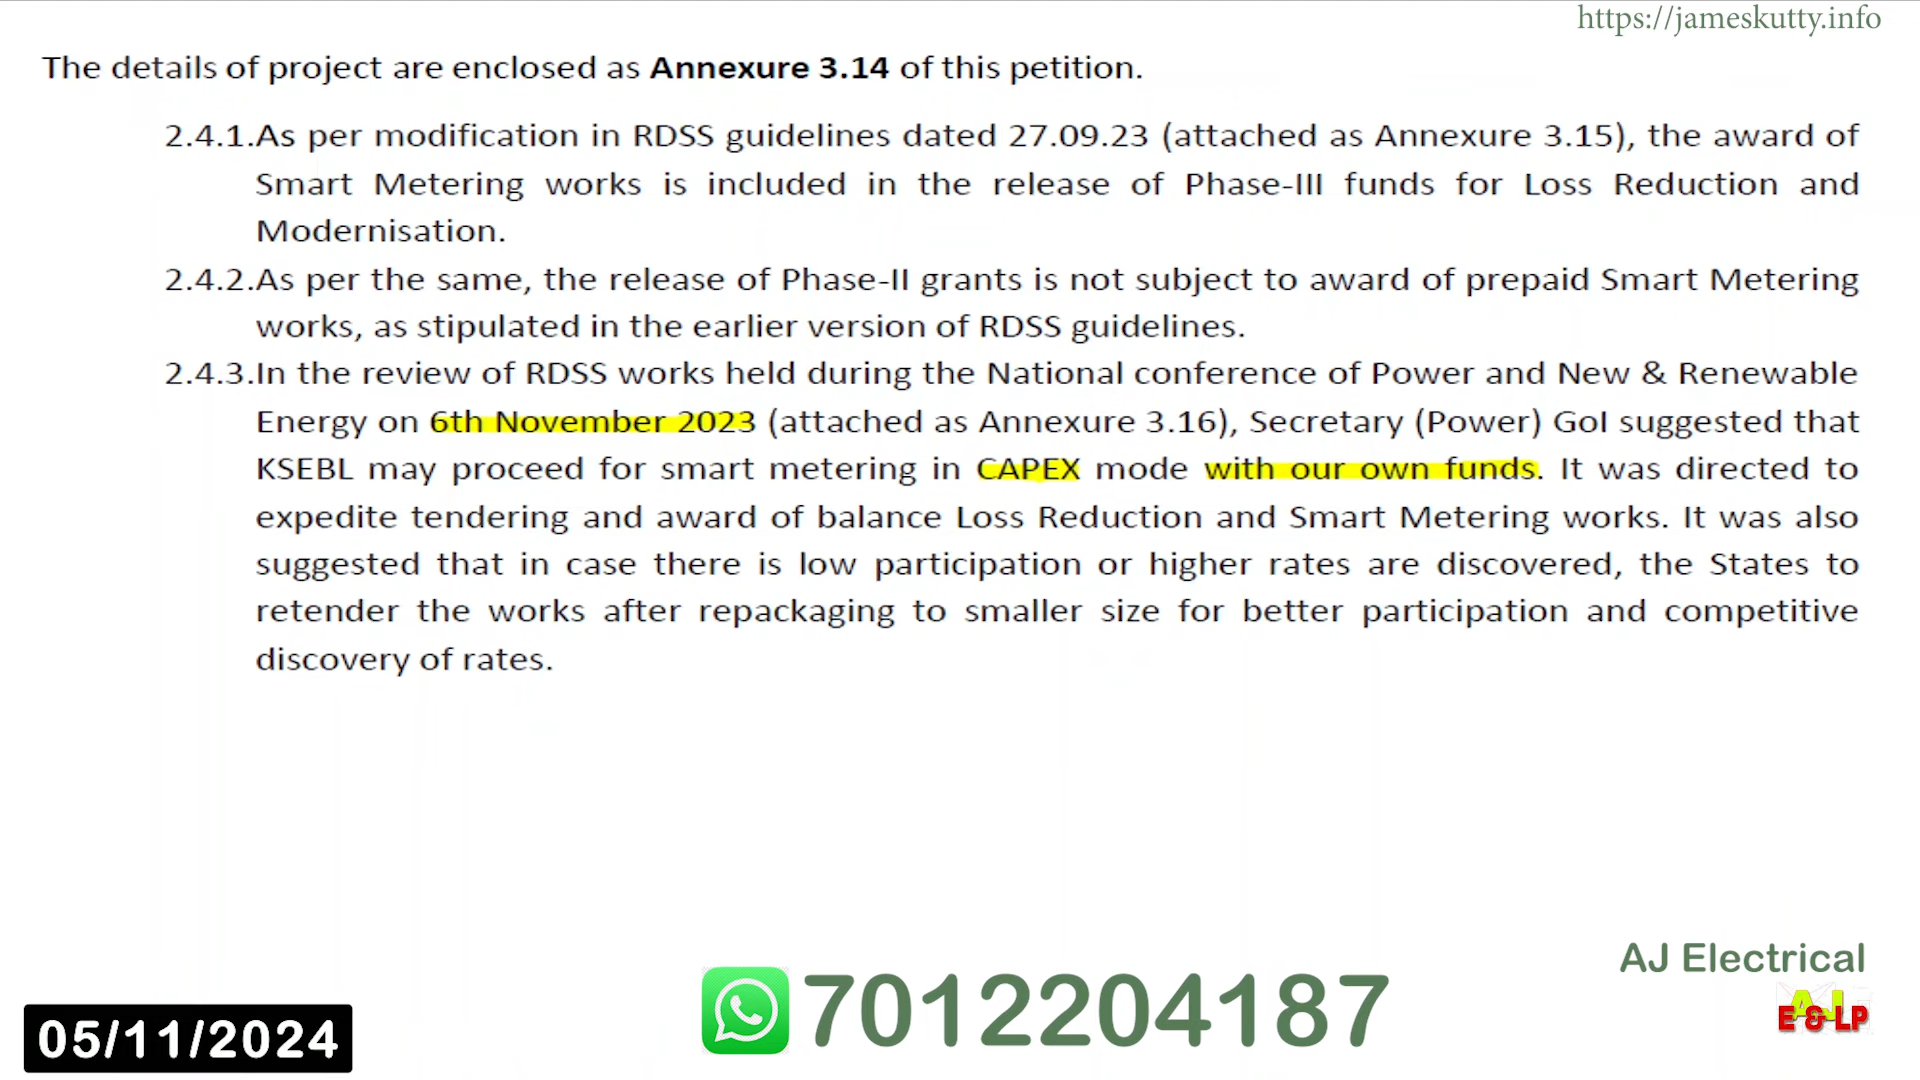 https://jameskutty.info
The details of project are enclosed as Annexure 3.14 of this petition.
2.4.1.As per modification in RDSS guidelines dated 27.09.23 (attached as Annexure 3.15), the award of
Smart Metering works is included in the release of Phase-III funds for Loss Reduction and
Modernisation.
2.4.2.As per the same, the release of Phase-II grants is not subject to award of prepaid Smart Metering
works, as stipulated in the earlier version of RDSS guidelines.
2.4.3.In the review of RDSS works held during the National conference of Power and New & Renewable
Energy on 6th November 2023 (attached as Annexure 3.16), Secretary (Power) GoI suggested that
KSEBL may proceed for smart metering in CAPEX mode with our own funds. It was directed to
expedite tendering and award of balance Loss Reduction and Smart Metering works. It was also
suggested that in case there is low participation or higher rates are discovered, the States to
retender the works after repackaging to smaller size for better participation and competitive
discovery of rates.
AJ Electrical
7012204187
AJ
E & LP
05/11/2024